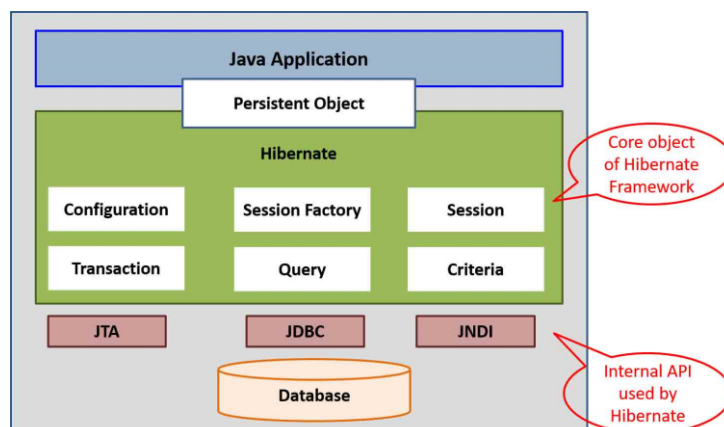 Java Application
Persistent Object
Hibernate
Core object
of Hibernate
Framework
Configuration
Session Factory
Session
Transaction
Query
Criteria
JTA
JDBC
JNDI
Internal API
used by
Hibernate
Database